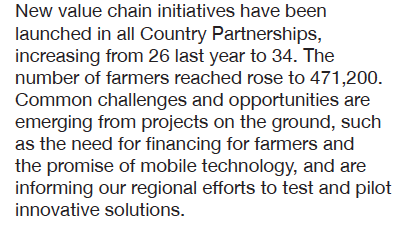 New value chain initiatives have been
launched in all Country Partnerships,
increasing from 26 last year to 34. The
number of farmers reached rose to 471,200.
Common challenges and opportunities are
emerging from projects on the ground, such
as the need for financing for farmers and
the promise of mobile technology, and are
informing our regional efforts to test and pilot
innovative solutions.